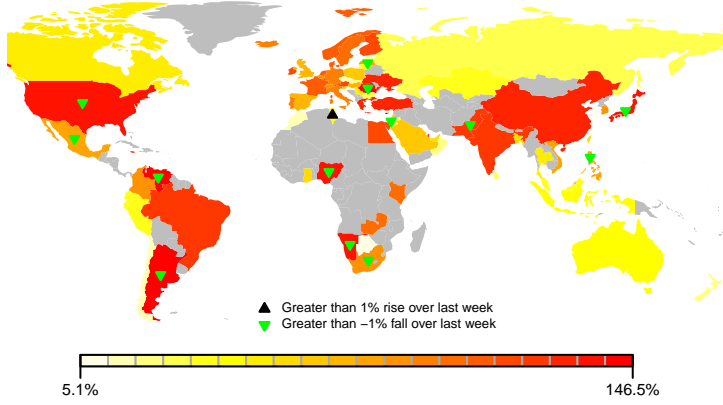 Greater than 1% rise over last week
Greater than −1% fall over last week
5.1%
146.5%